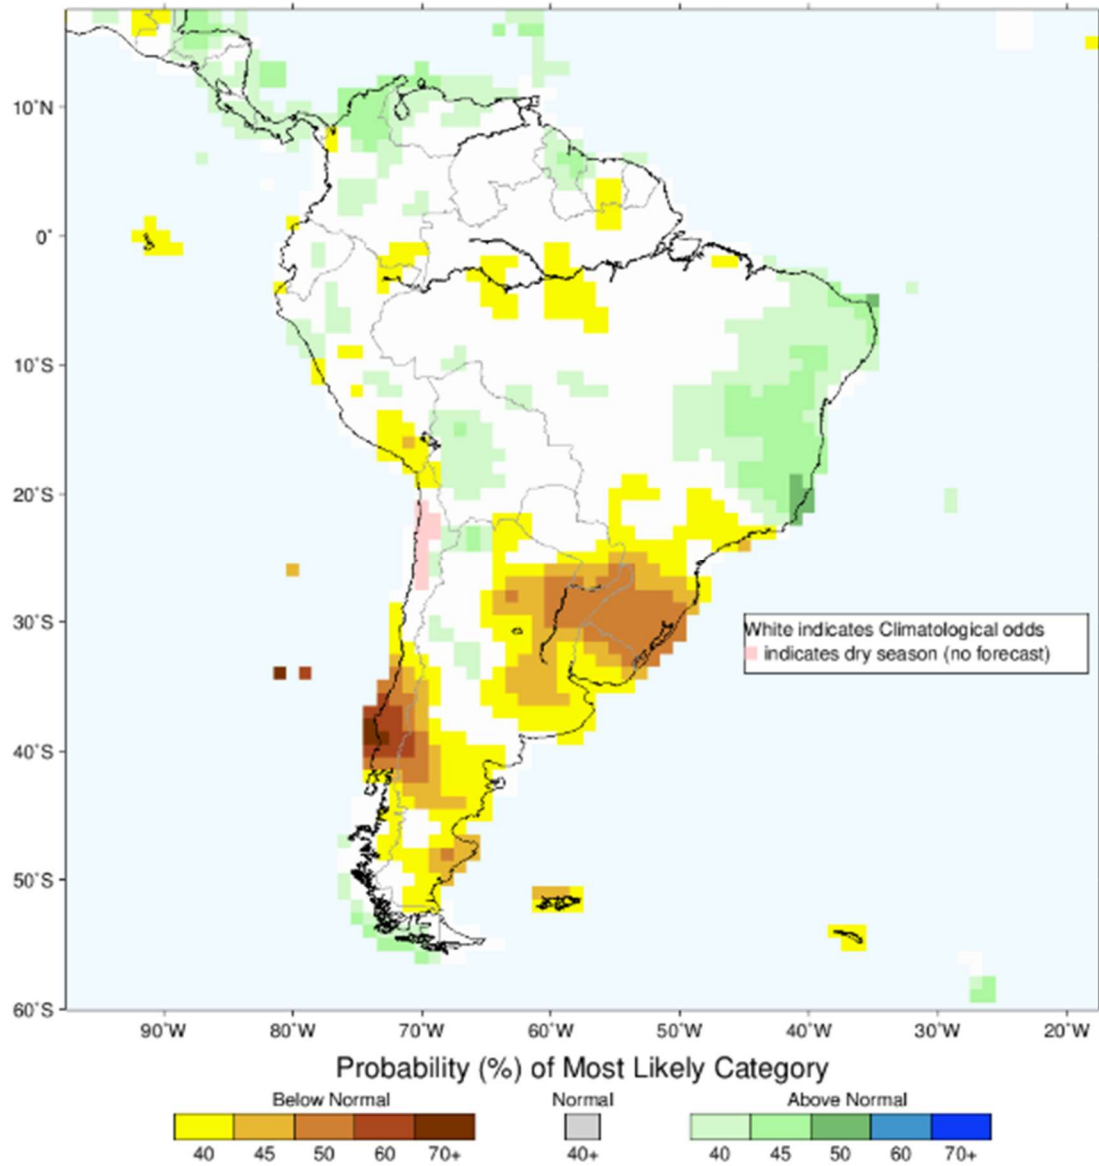 10˚N
0˚
10˚S
20˚S
30˚S
40˚S
50˚S
60˚S
White indicates Climatological odds
indicates dry season (no forecast)
90˚W 80˚W 70˚W 60˚W 50˚W 40˚W 30˚W 20˚W
Probability (%) of Most Likely Category
Below Normal Normal Above Normal
40 45 50 60 70+ 40+ 40 45 50 60 70+